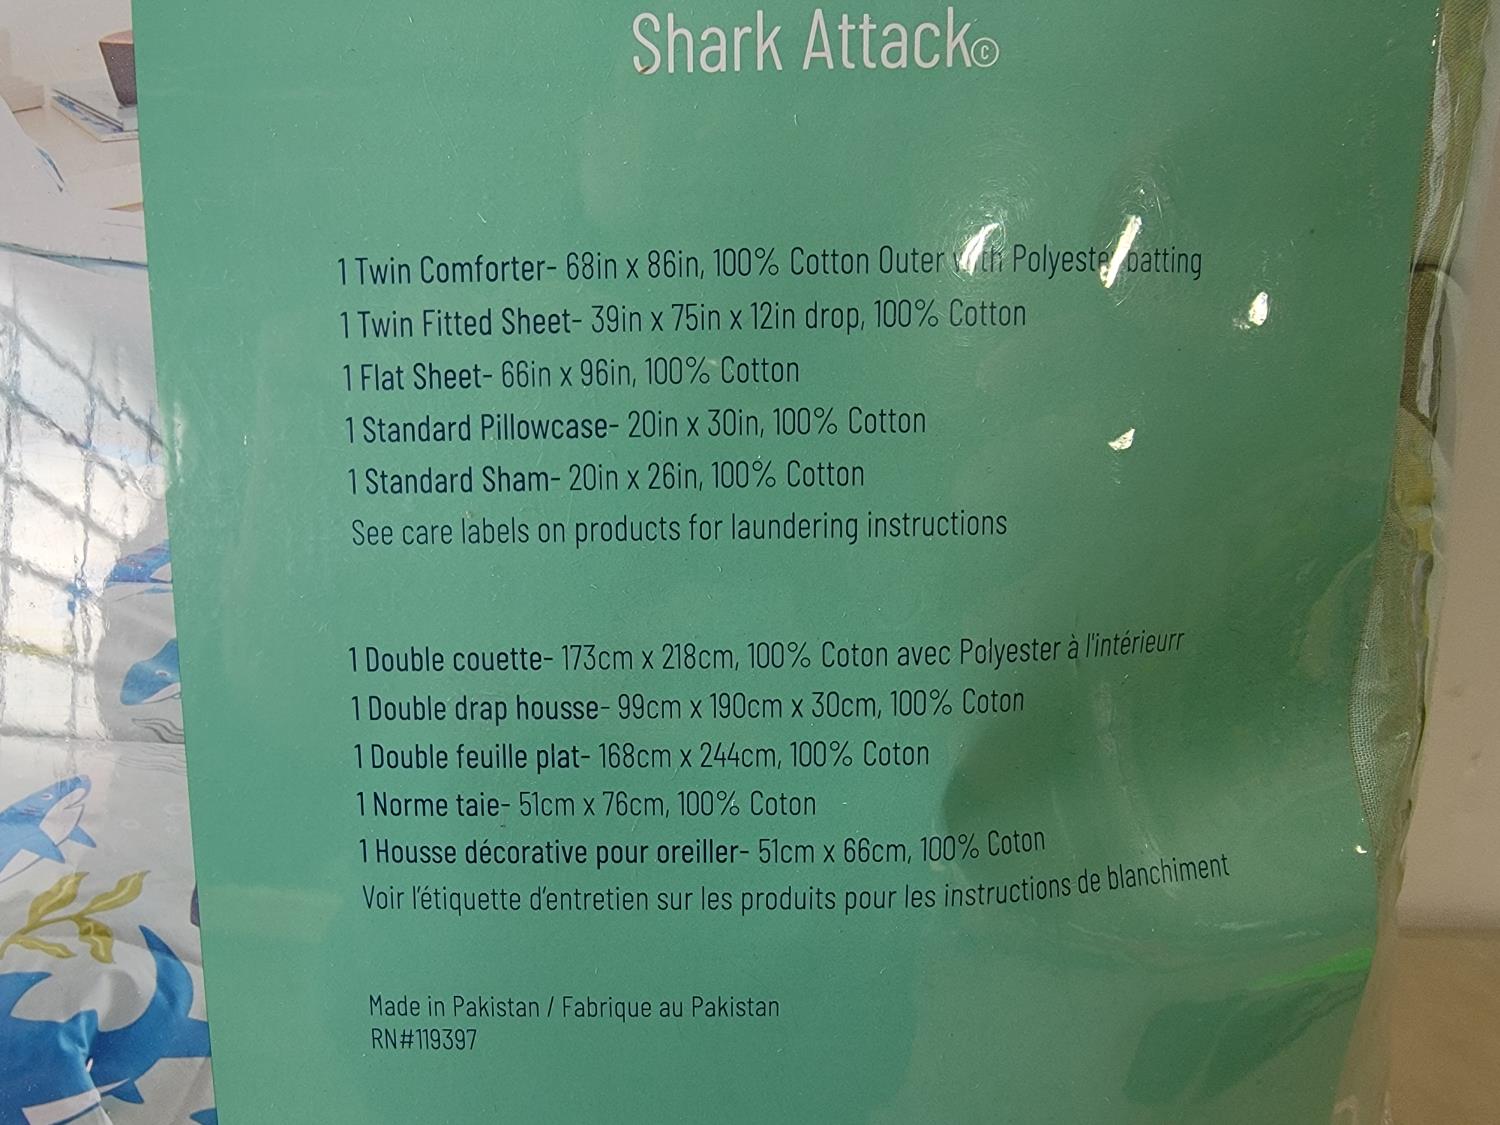 Shark Attack©
1 Twin Comforter- 68in x 86in, 100% Cotton Outer with Polyester batting
1 Twin Fitted Sheet- 39in x 75in x 12in drop, 100% Cotton
1 Flat Sheet- 66in x 96in, 100% Cotton
1 Standard Pillowcase- 20in x 30in, 100% Cotton
1 Standard Sham- 20in x 26in, 100% Cotton
See care labels on products for laundering instructions
1 Double couette- 173cm x 218cm, 100% Coton avec Polyester à l'intérieurr
1 Double drap housse- 99cm x 190cm x 30cm, 100% Coton
1 Double feuille plat- 168cm x 244cm, 100% Coton
1 Norme taie- 51cm x 76cm, 100% Coton
1 Housse décorative pour oreiller- 51cm x 66cm, 100% Coton
Voir l'étiquette d'entretien sur les produits pour les instructions de blanchiment
Made in Pakistan / Fabrique au Pakistan
RN#119397